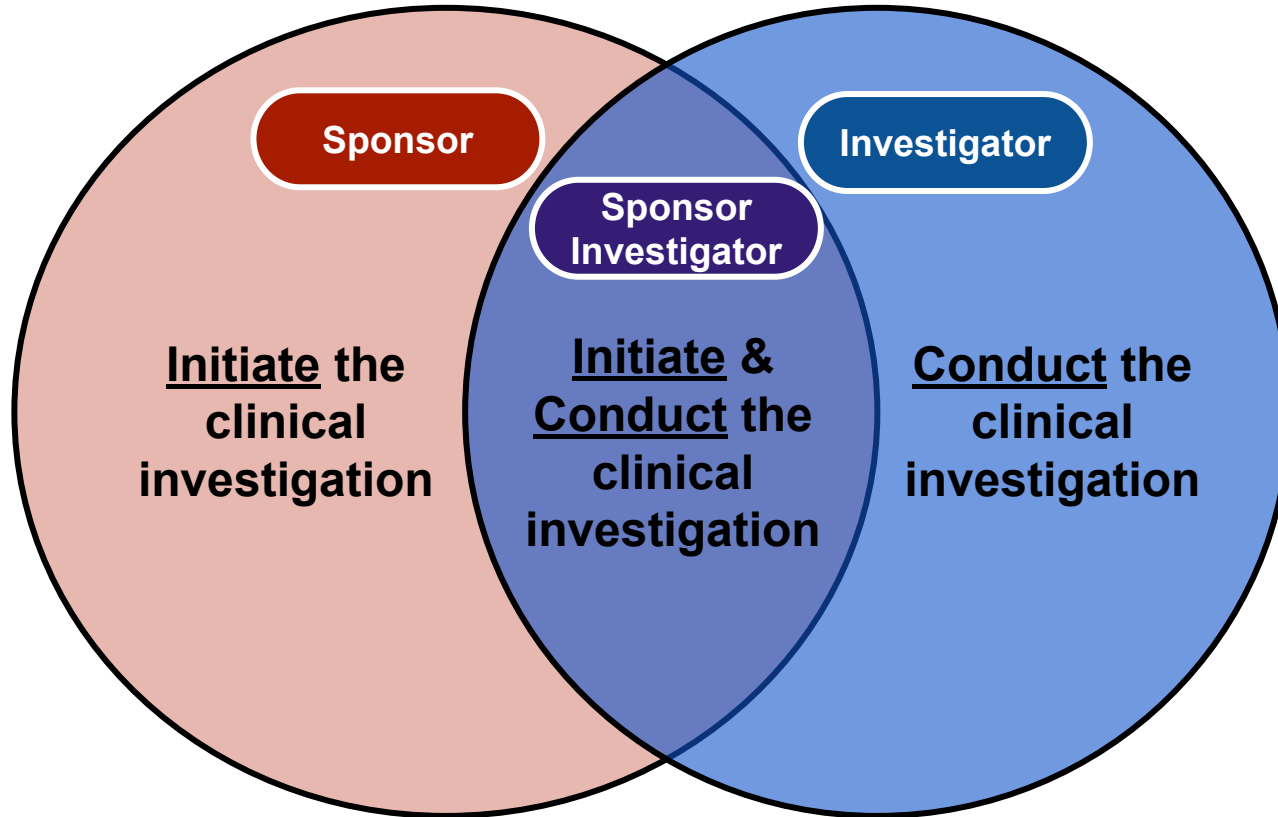 Sponsor
Investigator
Sponsor
Investigator
Initiate the
clinical
investigation
Initiate &
Conduct the
clinical
investigation
Conduct the
clinical
investigation